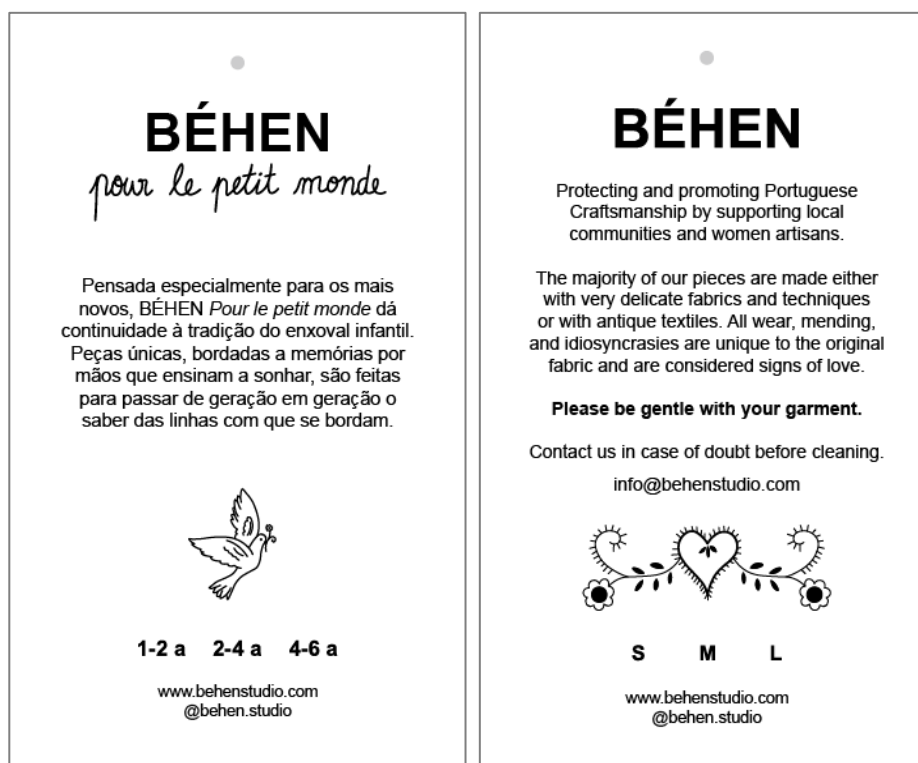 BÉHEN
pour le petit monde
Pensada especialmente para os mais
novos, BÉHEN Pour le petit monde dá
continuidade à tradição do enxoval infantil.
Peças únicas, bordadas a memórias por
mãos que ensinam a sonhar, são feitas
para passar de geração em geração o
saber das linhas com que se bordam.
1-2 a 2-4 a 4-6 a
www.behenstudio.com
@behen.studio
BÉHEN
Protecting and promoting Portuguese
Craftsmanship by supporting local
communities and women artisans.
The majority of our pieces are made either
with very delicate fabrics and techniques
or with antique textiles. All wear, mending,
and idiosyncrasies are unique to the original
fabric and are considered signs of love.
Please be gentle with your garment.
Contact us in case of doubt before cleaning.
info@behenstudio.com
S M L
www.behenstudio.com
@behen.studio